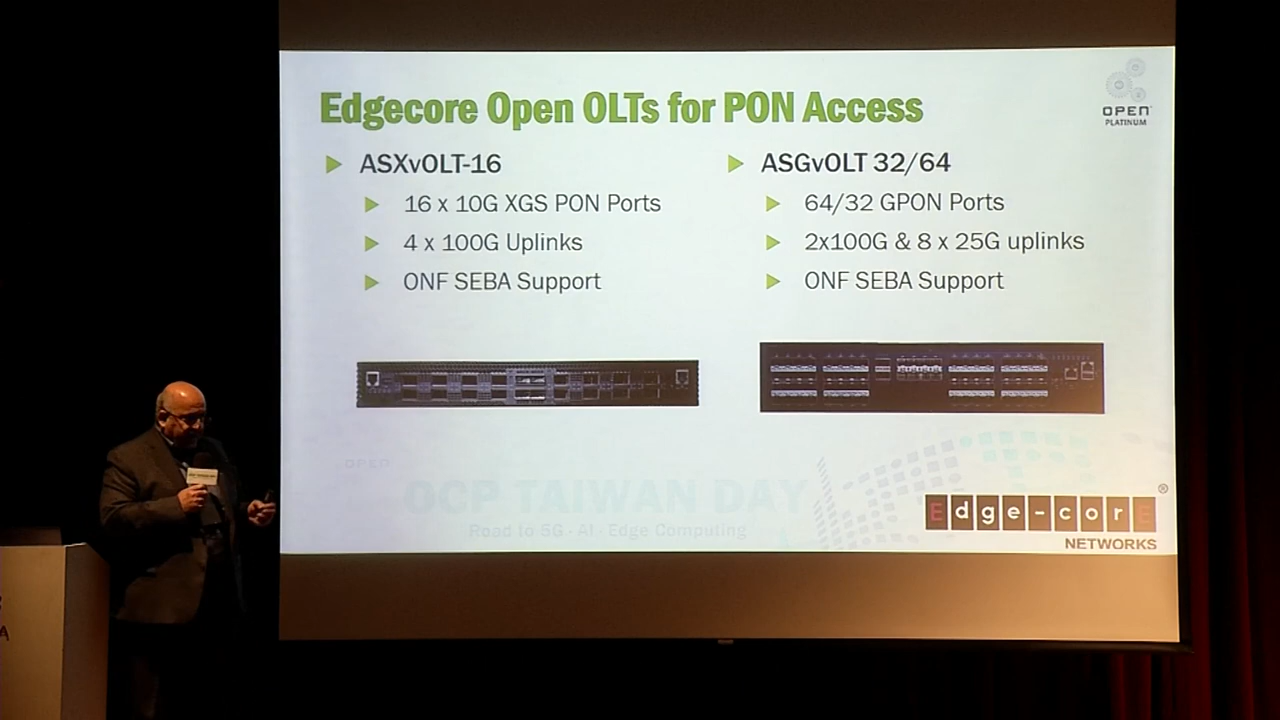 Edgecore Open OLTs for PON Access
OPEN
PLATINUM
ASXvOLT-16
16 x 10G XGS PON Ports
4 x 100G Uplinks
ONF SEBA Support
ASGvOLT 32/64
64/32 GPON Ports
2x100G & 8 x 25G uplinks
ONF SEBA Support
OPEN
OCP TAIWAN DAY
Road to 5G · AI · Edge Computing
Edge-corE ®
NETWORKS